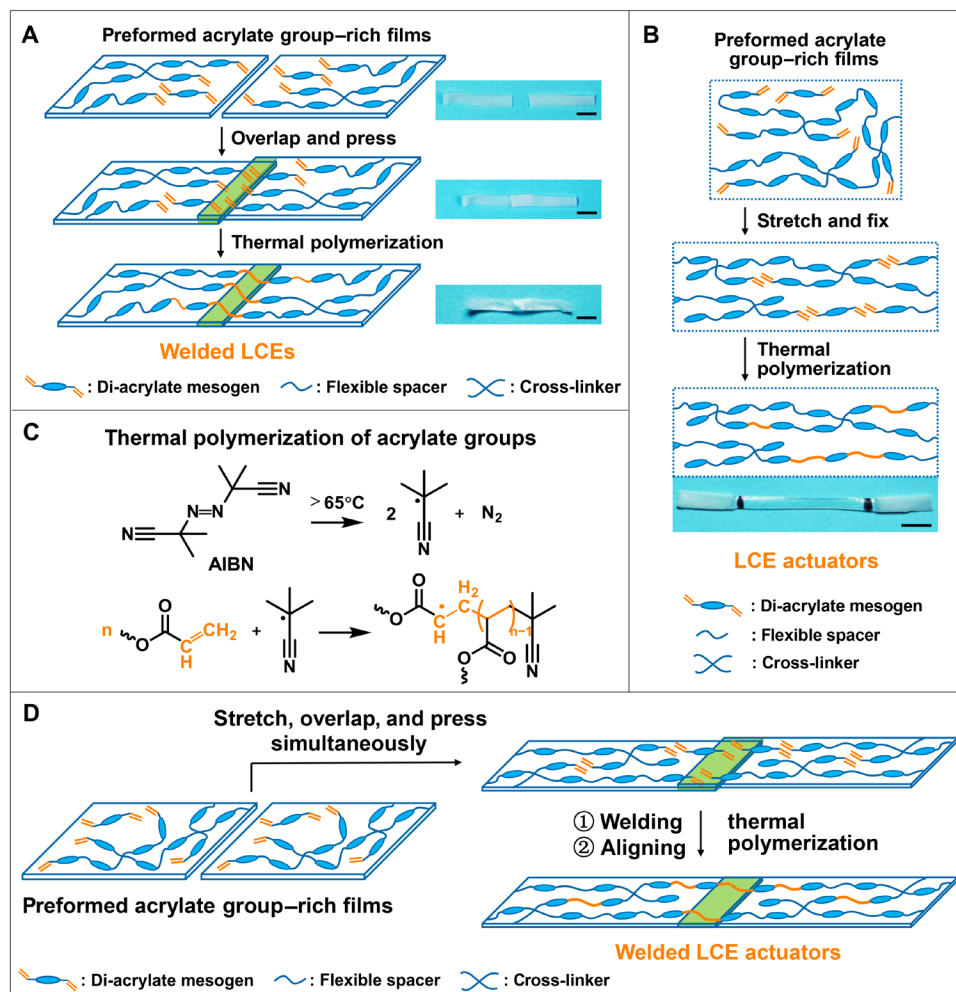 A
Preformed acrylate group–rich films
Overlap and press
Thermal polymerization
Welded LCEs
: Di-acrylate mesogen
: Flexible spacer
: Cross-linker
B
Preformed acrylate
group–rich films
Stretch and fix
Thermal
polymerization
LCE actuators
: Di-acrylate mesogen
: Flexible spacer
: Cross-linker
C
Thermal polymerization of acrylate groups
N
N=N
N
AIBN
> 65°C
2
N
+ N2
n
O
O
CH2
H
+
N
O
O
C
H
H2
n–1
O
O
N
D
Stretch, overlap, and press
simultaneously
Preformed acrylate group–rich films
① Welding
② Aligning
thermal
polymerization
Welded LCE actuators
: Di-acrylate mesogen
: Flexible spacer
: Cross-linker